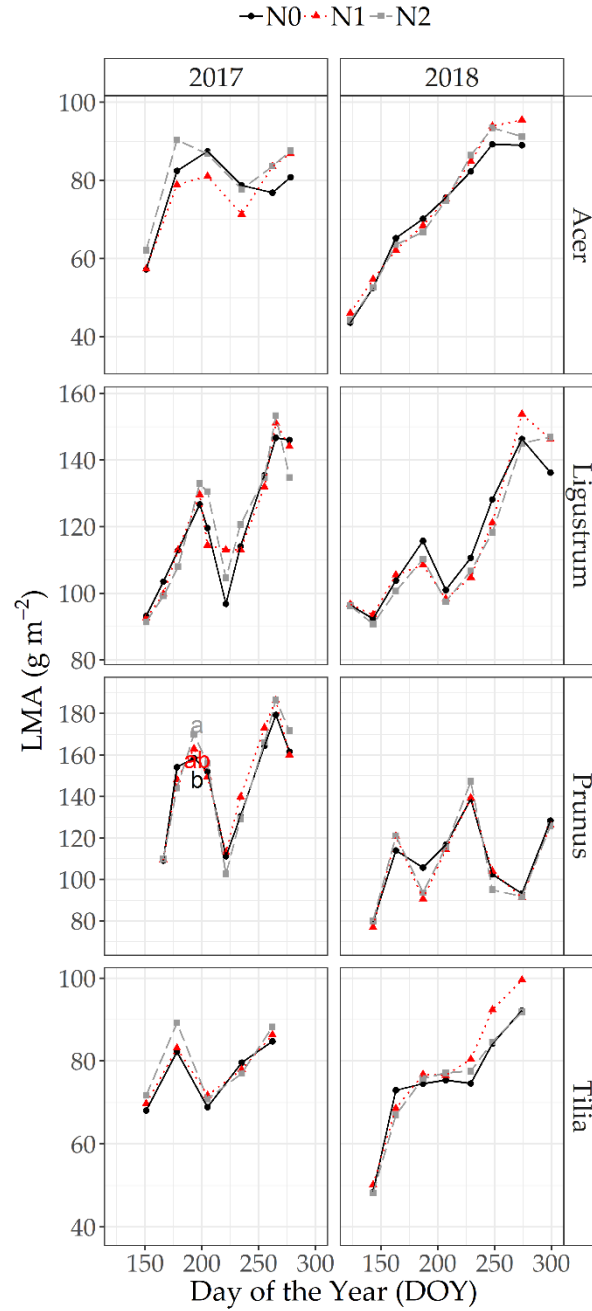 N0 N1 N2
2017 2018
100
80
60
40
Acer
160
140
120
100
80
Ligustrum
LMA (g m⁻²)
180
160
140
120
100
80
a
ab
b
Prunus
100
80
60
40
Tilia
150 200 250 300 150 200 250 300
Day of the Year (DOY)